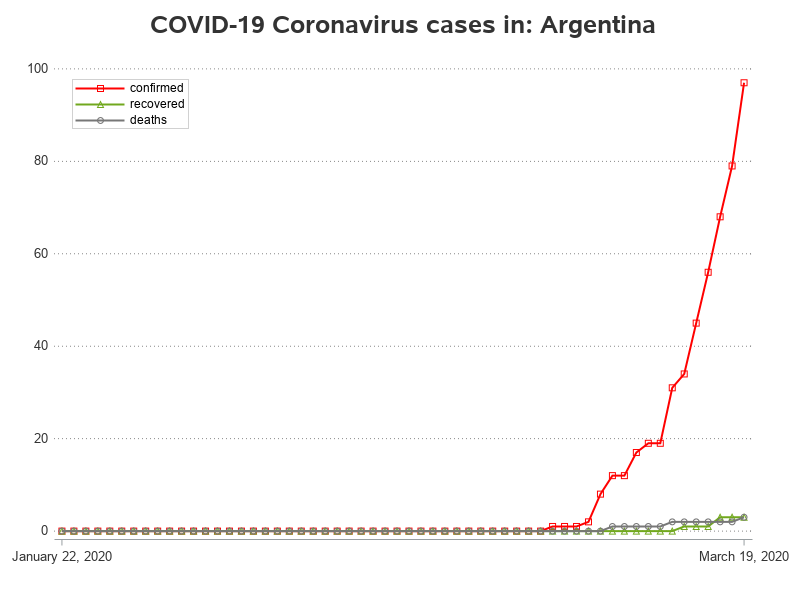 COVID-19 Coronavirus cases in: Argentina
100
confirmed
recovered
deaths
80
60
40
20
0
January 22, 2020 March 19, 2020